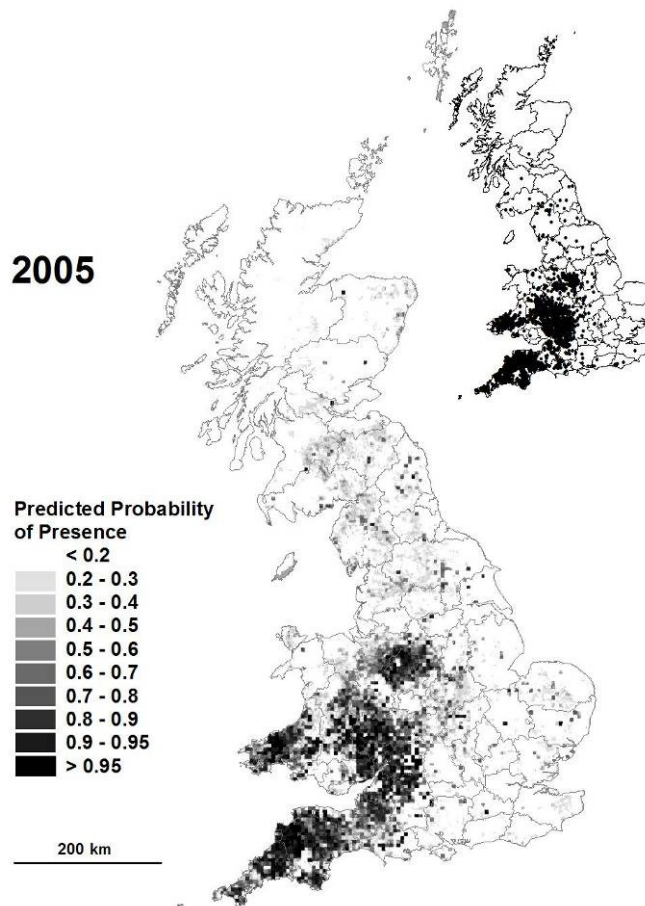 2005
Predicted Probability
of Presence
< 0.2
0.2 - 0.3
0.3 - 0.4
0.4 - 0.5
0.5 - 0.6
0.6 - 0.7
0.7 - 0.8
0.8 - 0.9
0.9 - 0.95
> 0.95
200 km